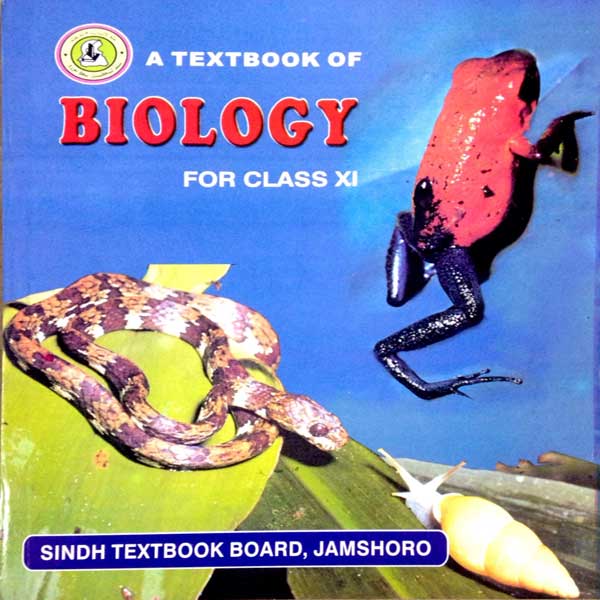 A TEXTBOOK OF
BIOLOGY
FOR CLASS XI
SINDH TEXTBOOK BOARD, JAMSHORO